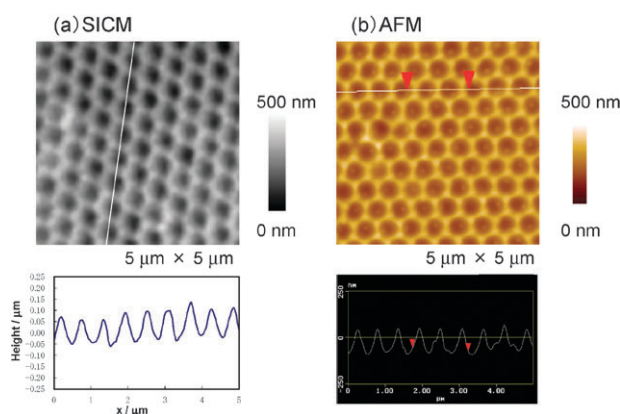 (a) SICM
500 nm
0 nm
5 μm × 5 μm
Height / μm
0.25
0.20
0.15
0.10
0.05
0.00
-0.05
-0.10
-0.15
-0.20
-0.25
0 1 2 3 4 5
x / μm
(b) AFM
500 nm
0 nm
5 μm × 5 μm
nm
250
0
-250
0 2.00 3.00 4.00
μm